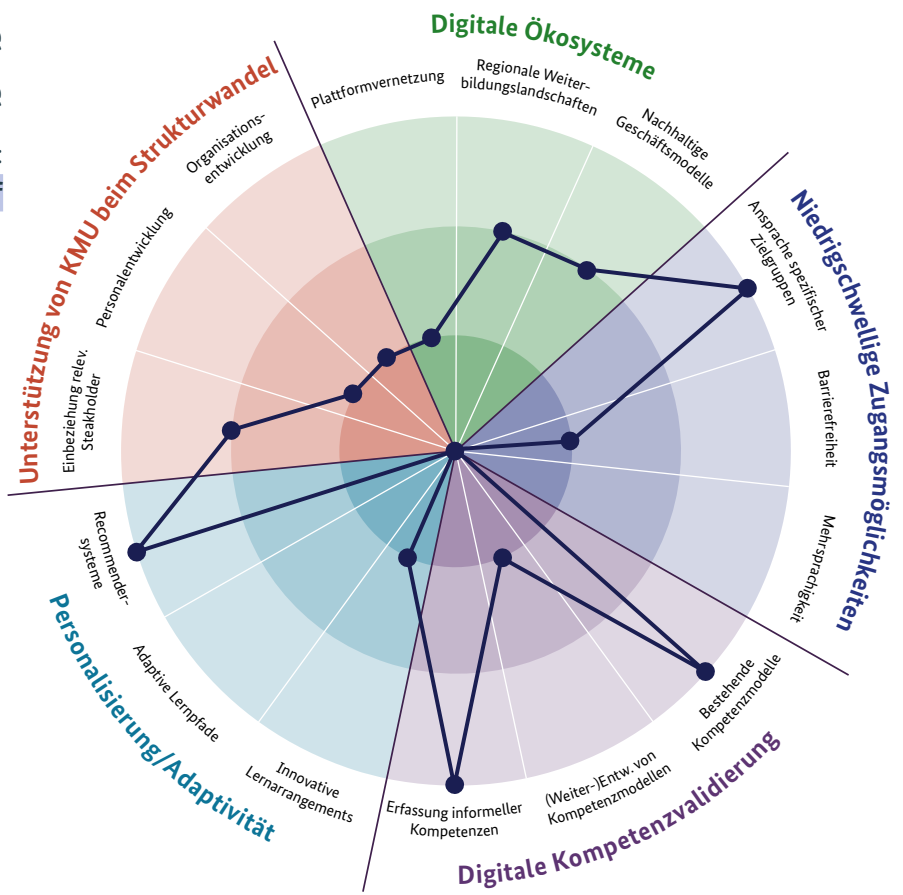 Digitale Ökosysteme
Plattformvernetzung
Regionale Weiter-
bildungslandschaften
Nachhaltige
Geschäftsmodelle
Niedrigschwellige Zugangsmöglichkeiten
Ansprache spezifischer
Zielgruppen
Barrierefreiheit
Mehrsprachigkeit
Digitale Kompetenzvalidierung
Bestehende
Kompetenzmodelle
(Weiter-)Entw. von
Kompetenzmodellen
Erfassung informeller
Kompetenzen
Personalisierung/Adaptivität
Innovative
Lernarrangements
Adaptive Lernpfade
Recommender-
systeme
Unterstützung von KMU beim Strukturwandel
Einbeziehung relev.
Steakholder
Personalentwicklung
Organisations-
entwicklung